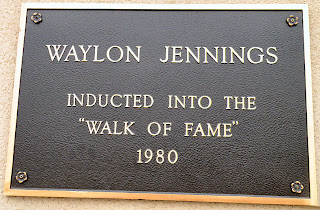 WAYLON JENNINGS
INDUCTED INTO THE
“WALK OF FAME”
1980